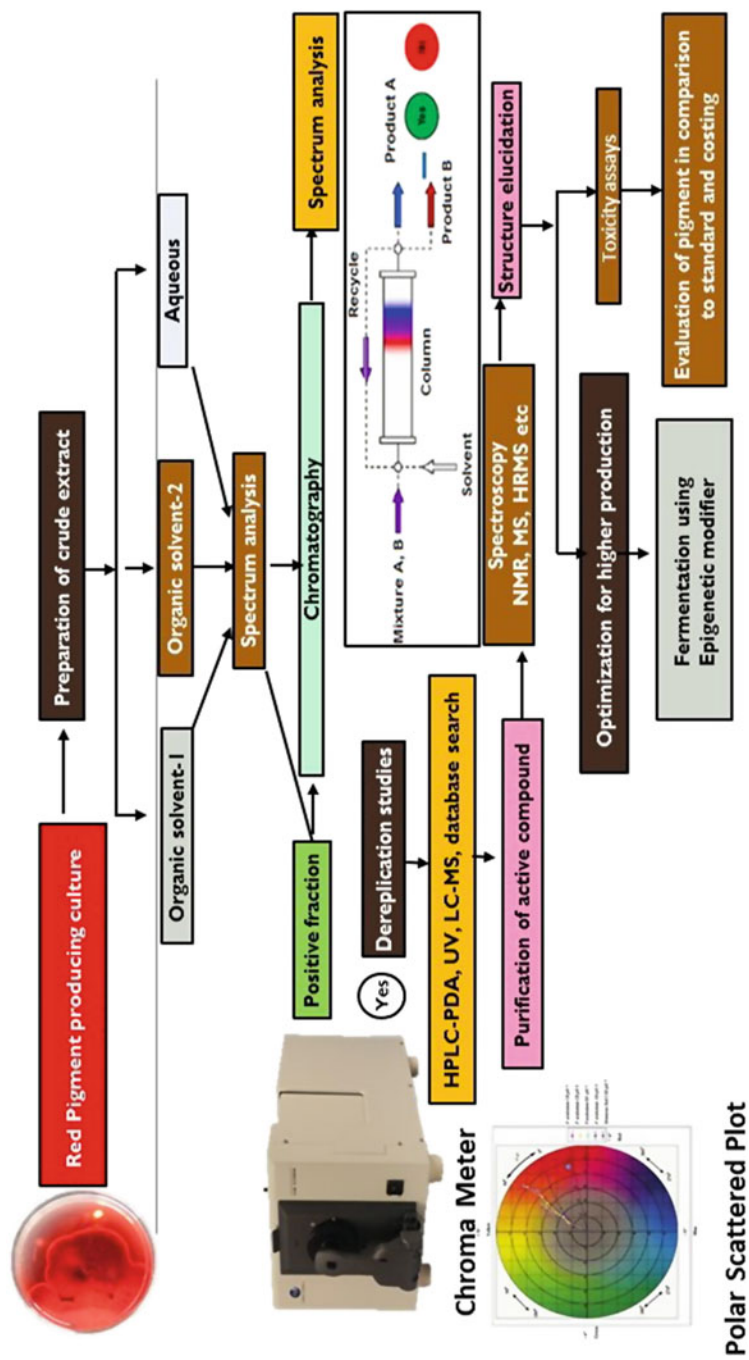 Red Pigment producing culture
Preparation of crude extract
Organic solvent-1
Organic solvent-2
Aqueous
Spectrum analysis
Positive fraction
Chromatography
Spectrum analysis
Yes
Dereplication studies
HPLC-PDA, UV, LC-MS, database search
Purification of active compound
Mixture A, B
Solvent
Column
Recycle
Product A
Product B
Yes
Spectroscopy
NMR, MS, HRMS etc
Structure elucidation
Optimization for higher production
Fermentation using
Epigenetic modifier
Toxicity assays
Evaluation of pigment in comparison
to standard and costing
Chroma Meter
Polar Scattered Plot